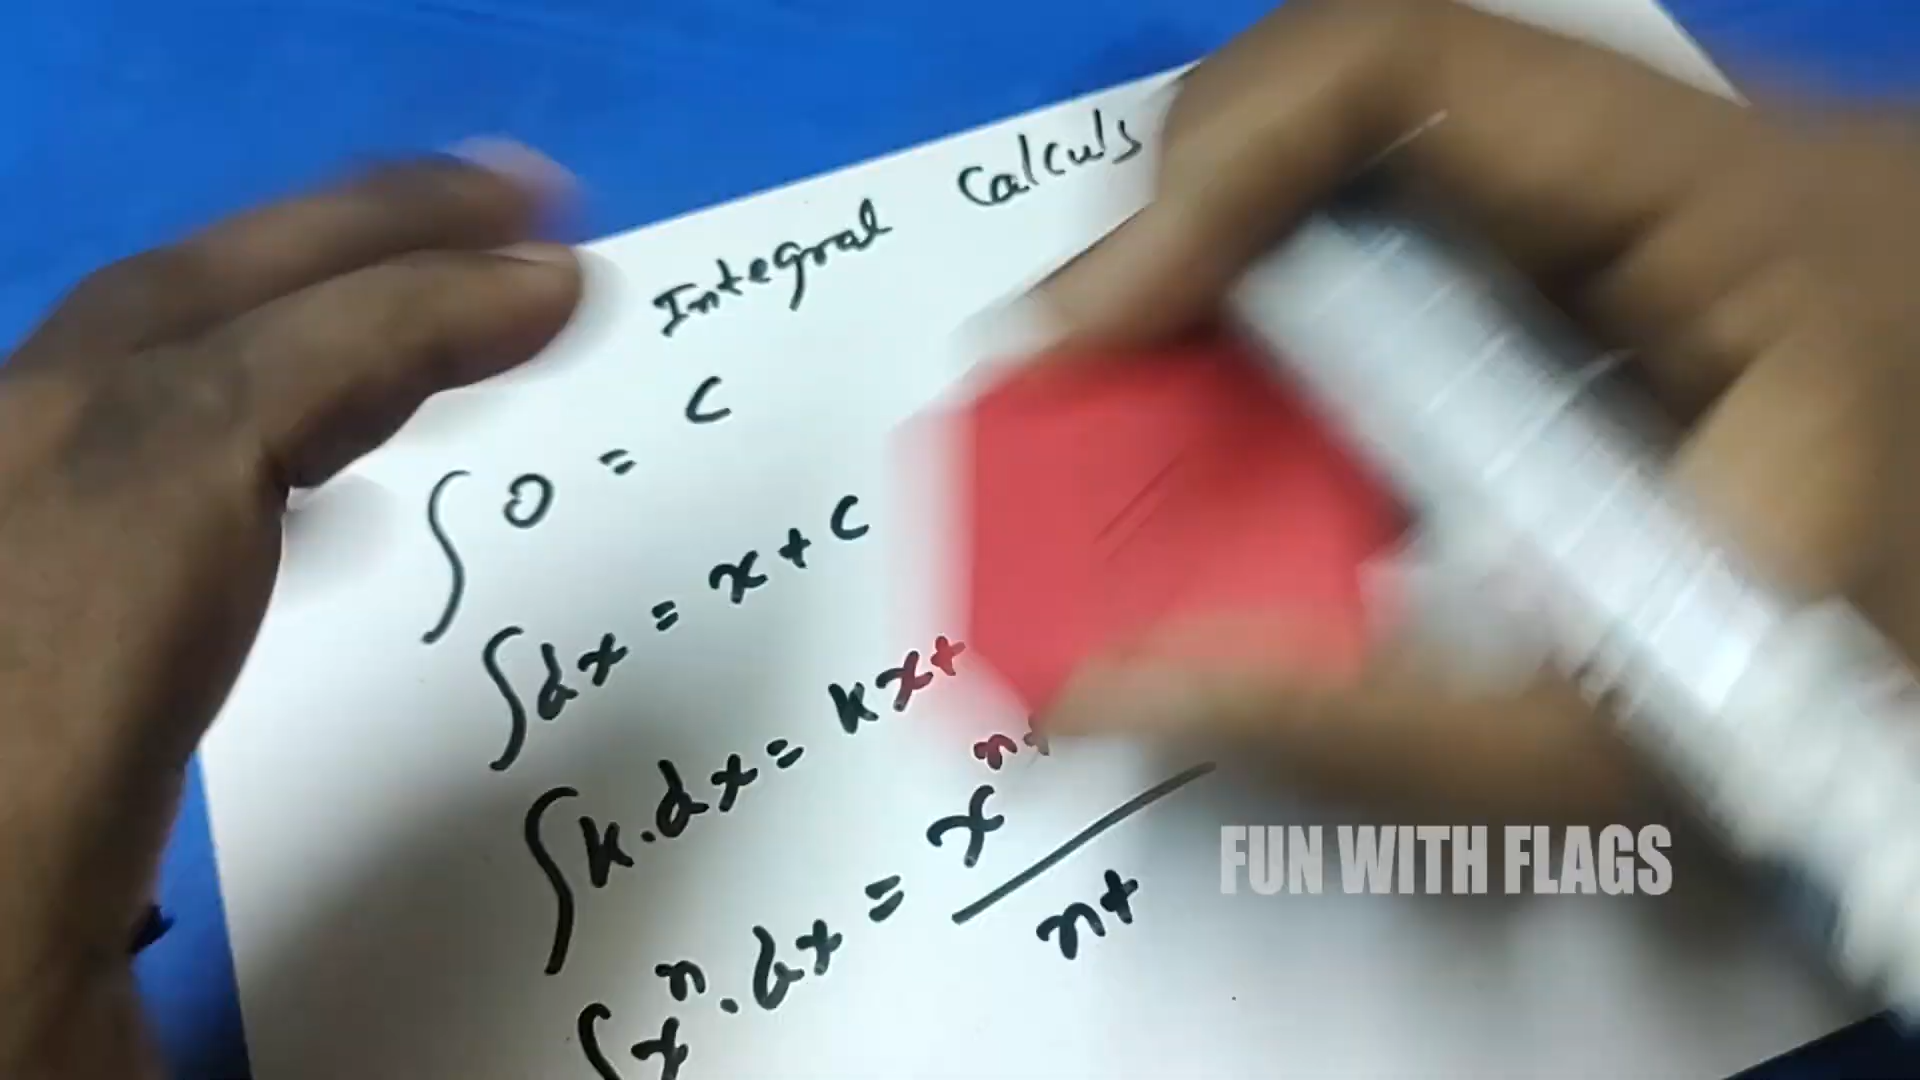 Integral Calculs
∫ 0 = C
∫ dx = x + C
∫ k . dx = kx +
∫ x^n . dx = x^n+ / n+
FUN WITH FLAGS